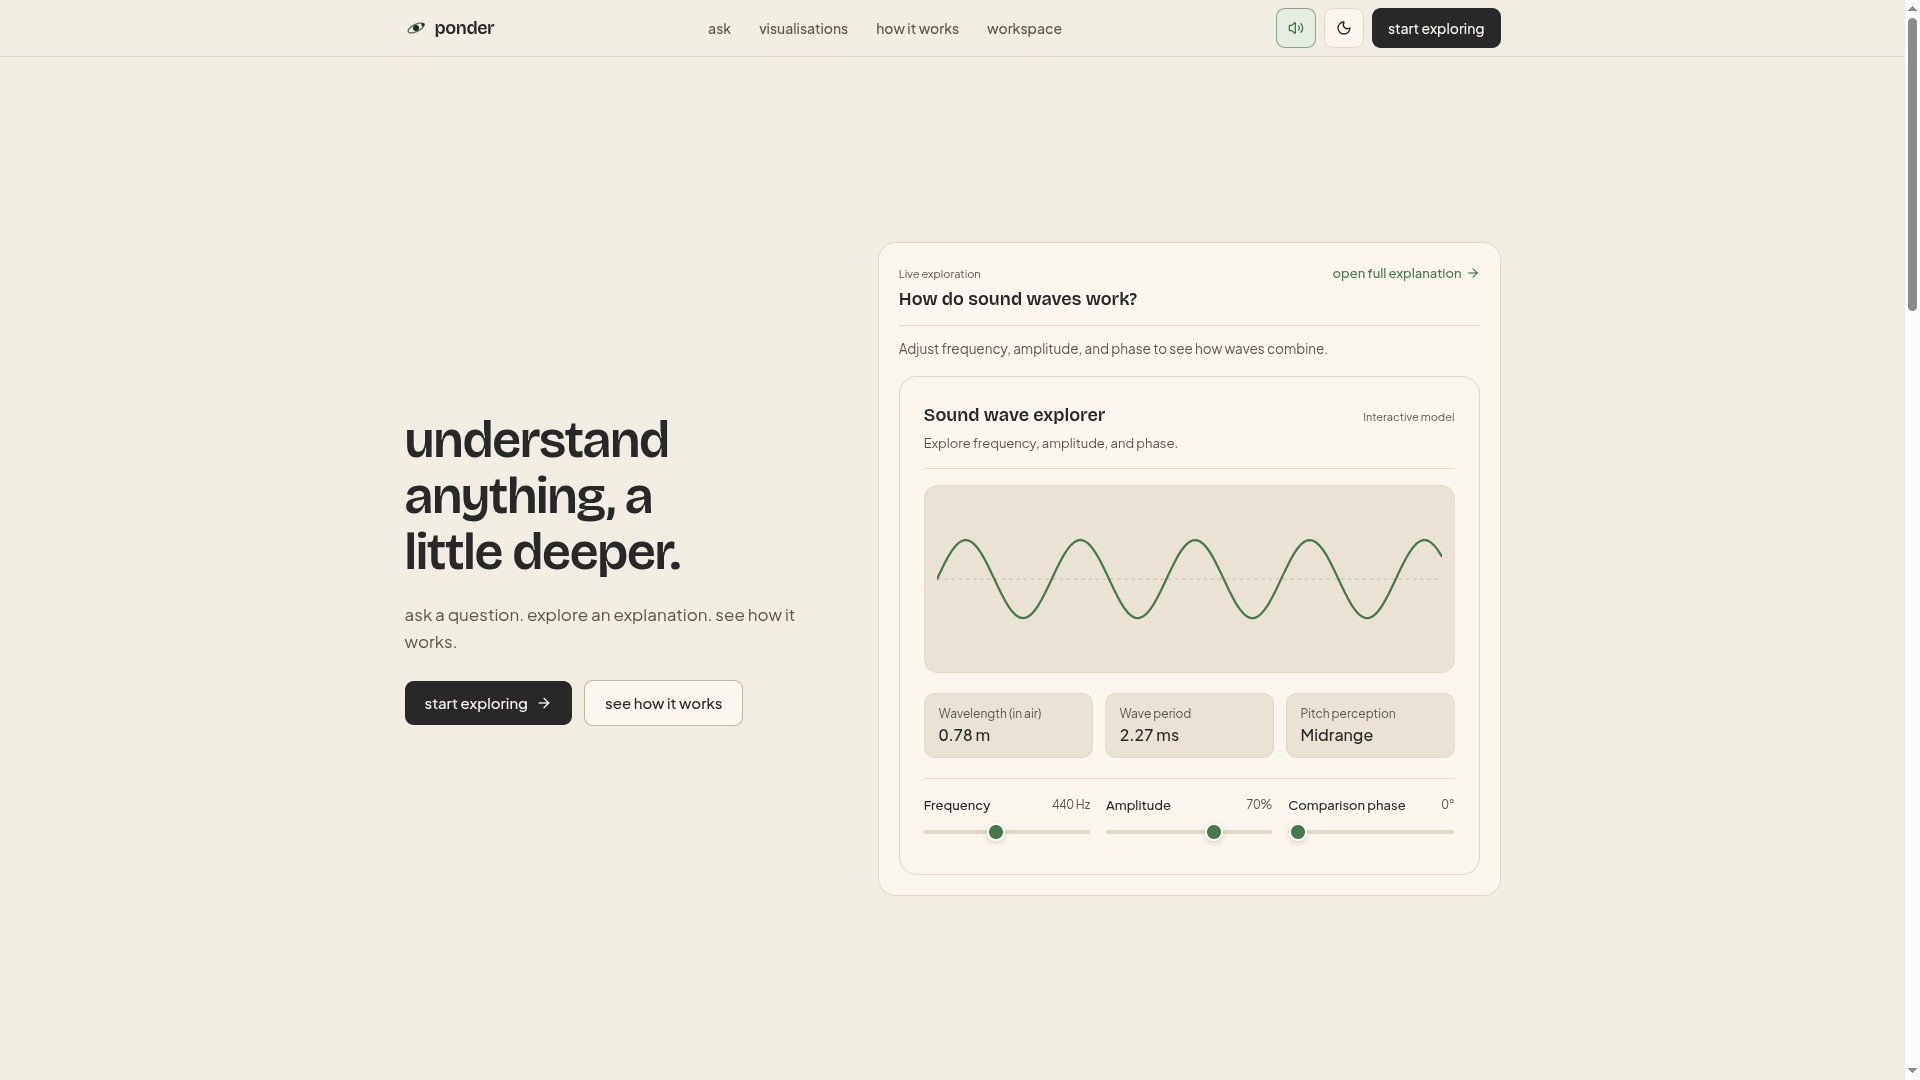 ponder
ask
visualisations
how it works
workspace
start exploring
understand
anything, a
little deeper.
ask a question. explore an explanation. see how it
works.
start exploring
see how it works
Live exploration
open full explanation
How do sound waves work?
Adjust frequency, amplitude, and phase to see how waves combine.
Sound wave explorer
Interactive model
Explore frequency, amplitude, and phase.
Wavelength (in air)
0.78 m
Wave period
2.27 ms
Pitch perception
Midrange
Frequency
440 Hz
Amplitude
70%
Comparison phase
0°